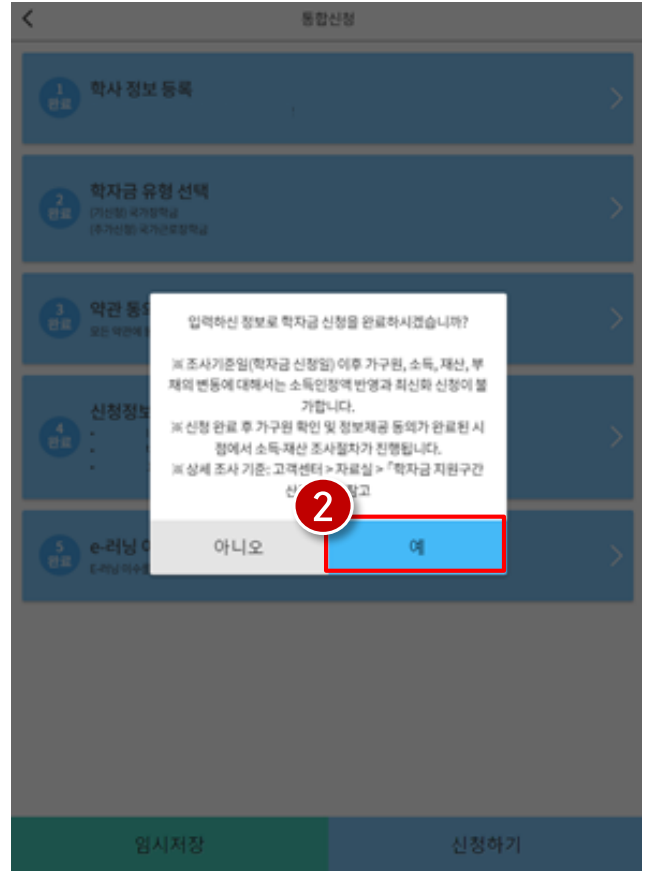 통합신청
1
완료
학사 정보 등록
2
완료
학자금 유형 선택
(기신청) 국가장학금
(추가신청) 국가근로장학금
3
완료
약관 동의
모든 약관에
입력하신 정보로 학자금 신청을 완료하시겠습니까?
※ 조사기준일(학자금 신청일) 이후 가구원, 소득, 재산, 부
채의 변동에 대해서는 소득인정액 반영과 최신화 신청이 불
가합니다.
※ 신청 완료 후 가구원 확인 및 정보제공 동의가 완료된 시
점에서 소득·재산 조사절차가 진행됩니다.
※ 상세 조사 기준: 고객센터 > 자료실 > 「학자금 지원구간
참고
4
완료
신청정보
2
아니오
예
5
완료
e-러닝
E-러닝 이수
임시저장
신청하기